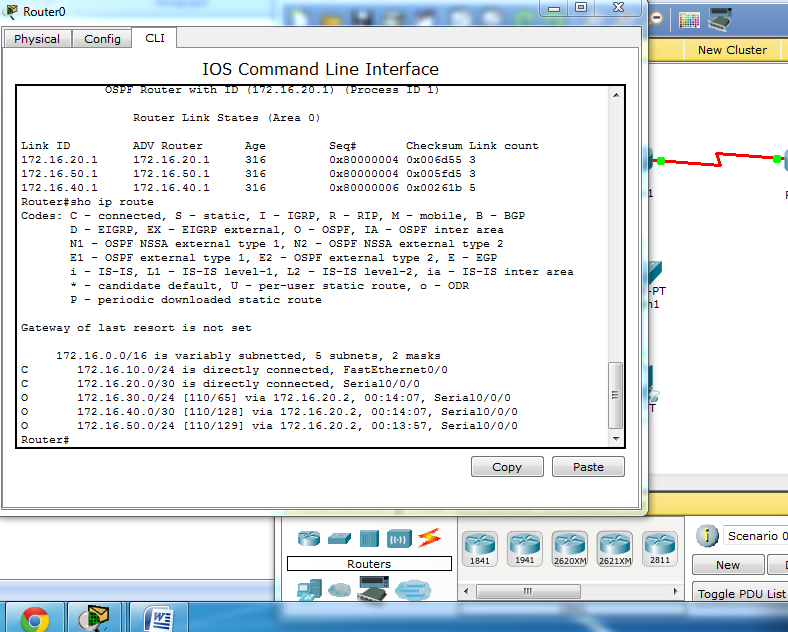 Router0
Physical Config CLI
IOS Command Line Interface
OSPF Router with ID (172.16.20.1) (Process ID 1)
Router Link States (Area 0)
Link ID ADV Router Age Seq# Checksum Link count
172.16.20.1 172.16.20.1 316 0x80000004 0x006d55 3
172.16.50.1 172.16.50.1 316 0x80000004 0x005fd5 3
172.16.40.1 172.16.40.1 316 0x80000006 0x00261b 5
Router#sho ip route
Codes: C - connected, S - static, I - IGRP, R - RIP, M - mobile, B - BGP
D - EIGRP, EX - EIGRP external, O - OSPF, IA - OSPF inter area
N1 - OSPF NSSA external type 1, N2 - OSPF NSSA external type 2
E1 - OSPF external type 1, E2 - OSPF external type 2, E - EGP
i - IS-IS, L1 - IS-IS level-1, L2 - IS-IS level-2, ia - IS-IS inter area
* - candidate default, U - per-user static route, o - ODR
P - periodic downloaded static route
Gateway of last resort is not set
172.16.0.0/16 is variably subnetted, 5 subnets, 2 masks
C 172.16.10.0/24 is directly connected, FastEthernet0/0
C 172.16.20.0/30 is directly connected, Serial0/0/0
O 172.16.30.0/24 [110/65] via 172.16.20.2, 00:14:07, Serial0/0/0
O 172.16.40.0/30 [110/128] via 172.16.20.2, 00:14:07, Serial0/0/0
O 172.16.50.0/24 [110/129] via 172.16.20.2, 00:13:57, Serial0/0/0
Router#
Copy Paste
New Cluster
1
-PT
n1
T
Routers
1841 1941 2620XM 2621XM 2811
Scenario 0
New
Toggle PDU List